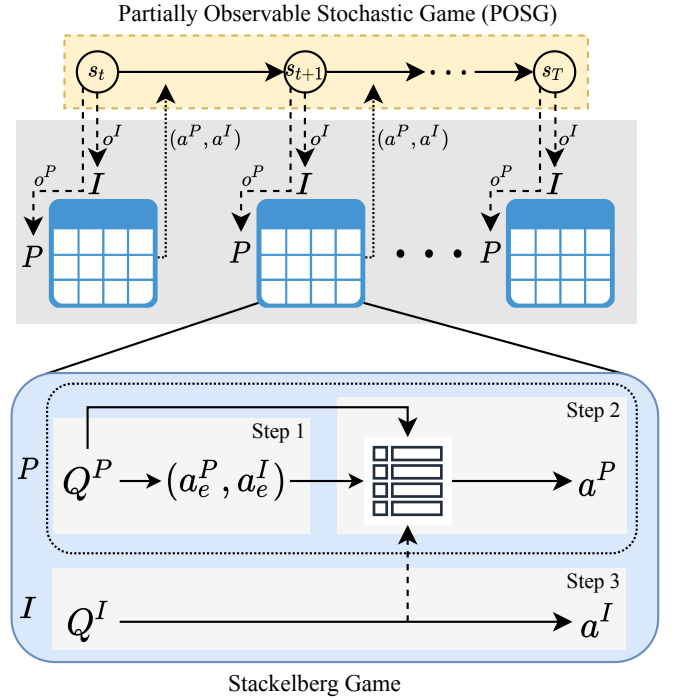 Partially Observable Stochastic Game (POSG)
s_t s_{t+1} · · · s_T
o^I (a^P, a^I) o^I (a^P, a^I) o^I
o^P I o^P I o^P I
P P · · · P
Step 2
Step 1
P Q^P (a_e^P, a_e^I) a^P
Step 3
I Q^I a^I
Stackelberg Game